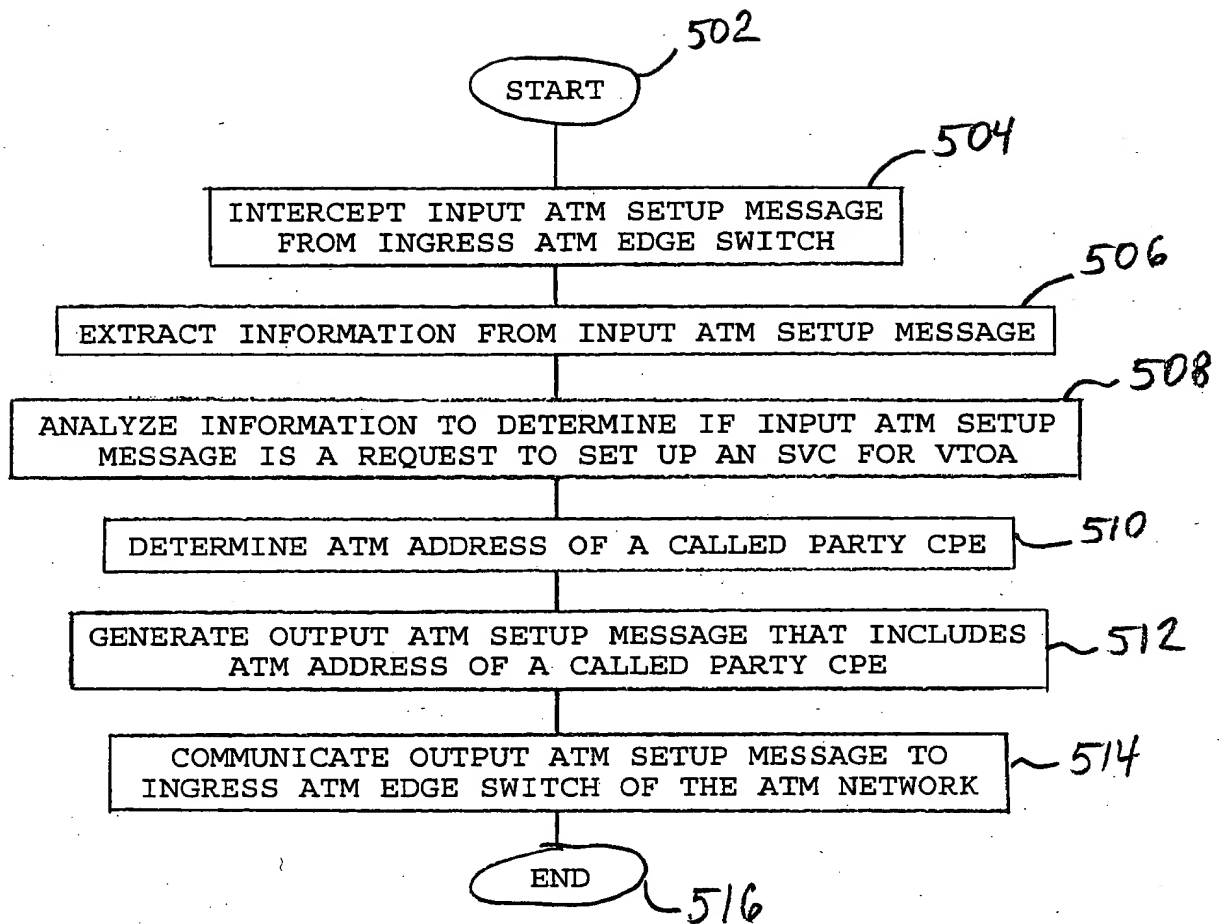 502
START
504
INTERCEPT INPUT ATM SETUP MESSAGE
FROM INGRESS ATM EDGE SWITCH
506
EXTRACT INFORMATION FROM INPUT ATM SETUP MESSAGE
508
ANALYZE INFORMATION TO DETERMINE IF INPUT ATM SETUP
MESSAGE IS A REQUEST TO SET UP AN SVC FOR VTOA
DETERMINE ATM ADDRESS OF A CALLED PARTY CPE
510
GENERATE OUTPUT ATM SETUP MESSAGE THAT INCLUDES
ATM ADDRESS OF A CALLED PARTY CPE
512
COMMUNICATE OUTPUT ATM SETUP MESSAGE TO
INGRESS ATM EDGE SWITCH OF THE ATM NETWORK
514
END
516